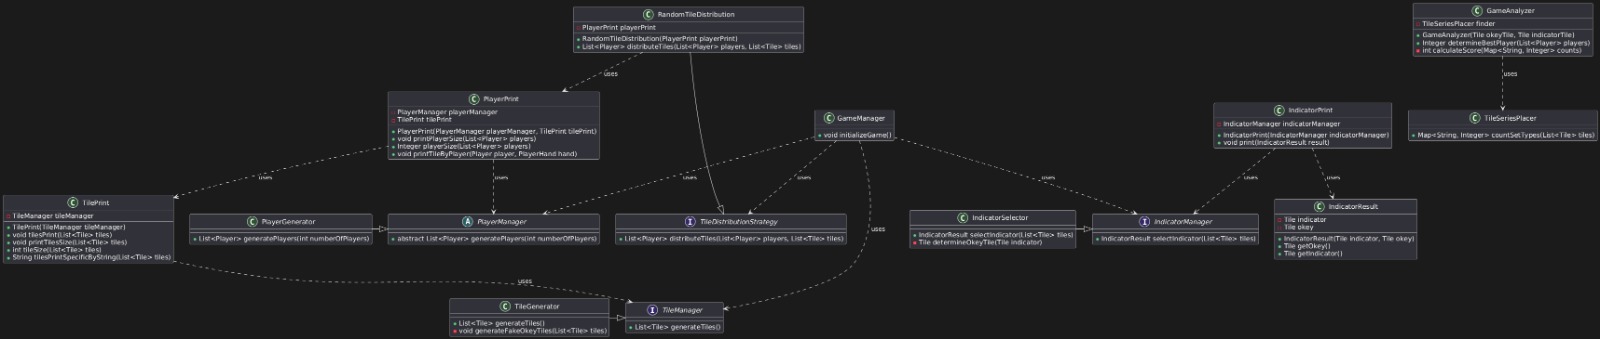 C RandomTileDistribution
PlayerPrint playerPrint
RandomTileDistribution(PlayerPrint playerPrint)
List<Player> distributeTiles(List<Player> players, List<Tile> tiles)
C GameAnalyzer
TileSeriesPlacer finder
GameAnalyzer(Tile okeyTile, Tile indicatorTile)
Integer determineBestPlayer(List<Player> players)
int calculateScore(Map<String, Integer> counts)
uses
uses
C PlayerPrint
PlayerManager playerManager
TilePrint tilePrint
PlayerPrint(PlayerManager playerManager, TilePrint tilePrint)
void printPlayerSize(List<Player> players)
Integer playerSize(List<Player> players)
void printTileByPlayer(Player player, PlayerHand hand)
C GameManager
void initializeGame()
C IndicatorPrint
IndicatorManager indicatorManager
IndicatorPrint(IndicatorManager indicatorManager)
void print(IndicatorResult result)
C TileSeriesPlacer
Map<String, Integer> countSetTypes(List<Tile> tiles)
uses
uses
uses
uses
uses
uses
uses
C TilePrint
TileManager tileManager
TilePrint(TileManager tileManager)
void tilesPrint(List<Tile> tiles)
void printTilesSize(List<Tile> tiles)
int tileSize(List<Tile> tiles)
String tilesPrintSpecificByString(List<Tile> tiles)
C PlayerGenerator
List<Player> generatePlayers(int numberOfPlayers)
A PlayerManager
abstract List<Player> generatePlayers(int numberOfPlayers)
I TileDistributionStrategy
List<Player> distributeTiles(List<Player> players, List<Tile> tiles)
uses
C IndicatorSelector
IndicatorResult selectIndicator(List<Tile> tiles)
Tile determineOkeyTile(Tile indicator)
I IndicatorManager
IndicatorResult selectIndicator(List<Tile> tiles)
C IndicatorResult
Tile indicator
Tile okey
IndicatorResult(Tile indicator, Tile okey)
Tile getOkey()
Tile getIndicator()
uses
C TileGenerator
List<Tile> generateTiles()
void generateFakeOkeyTiles(List<Tile> tiles)
I TileManager
List<Tile> generateTiles()